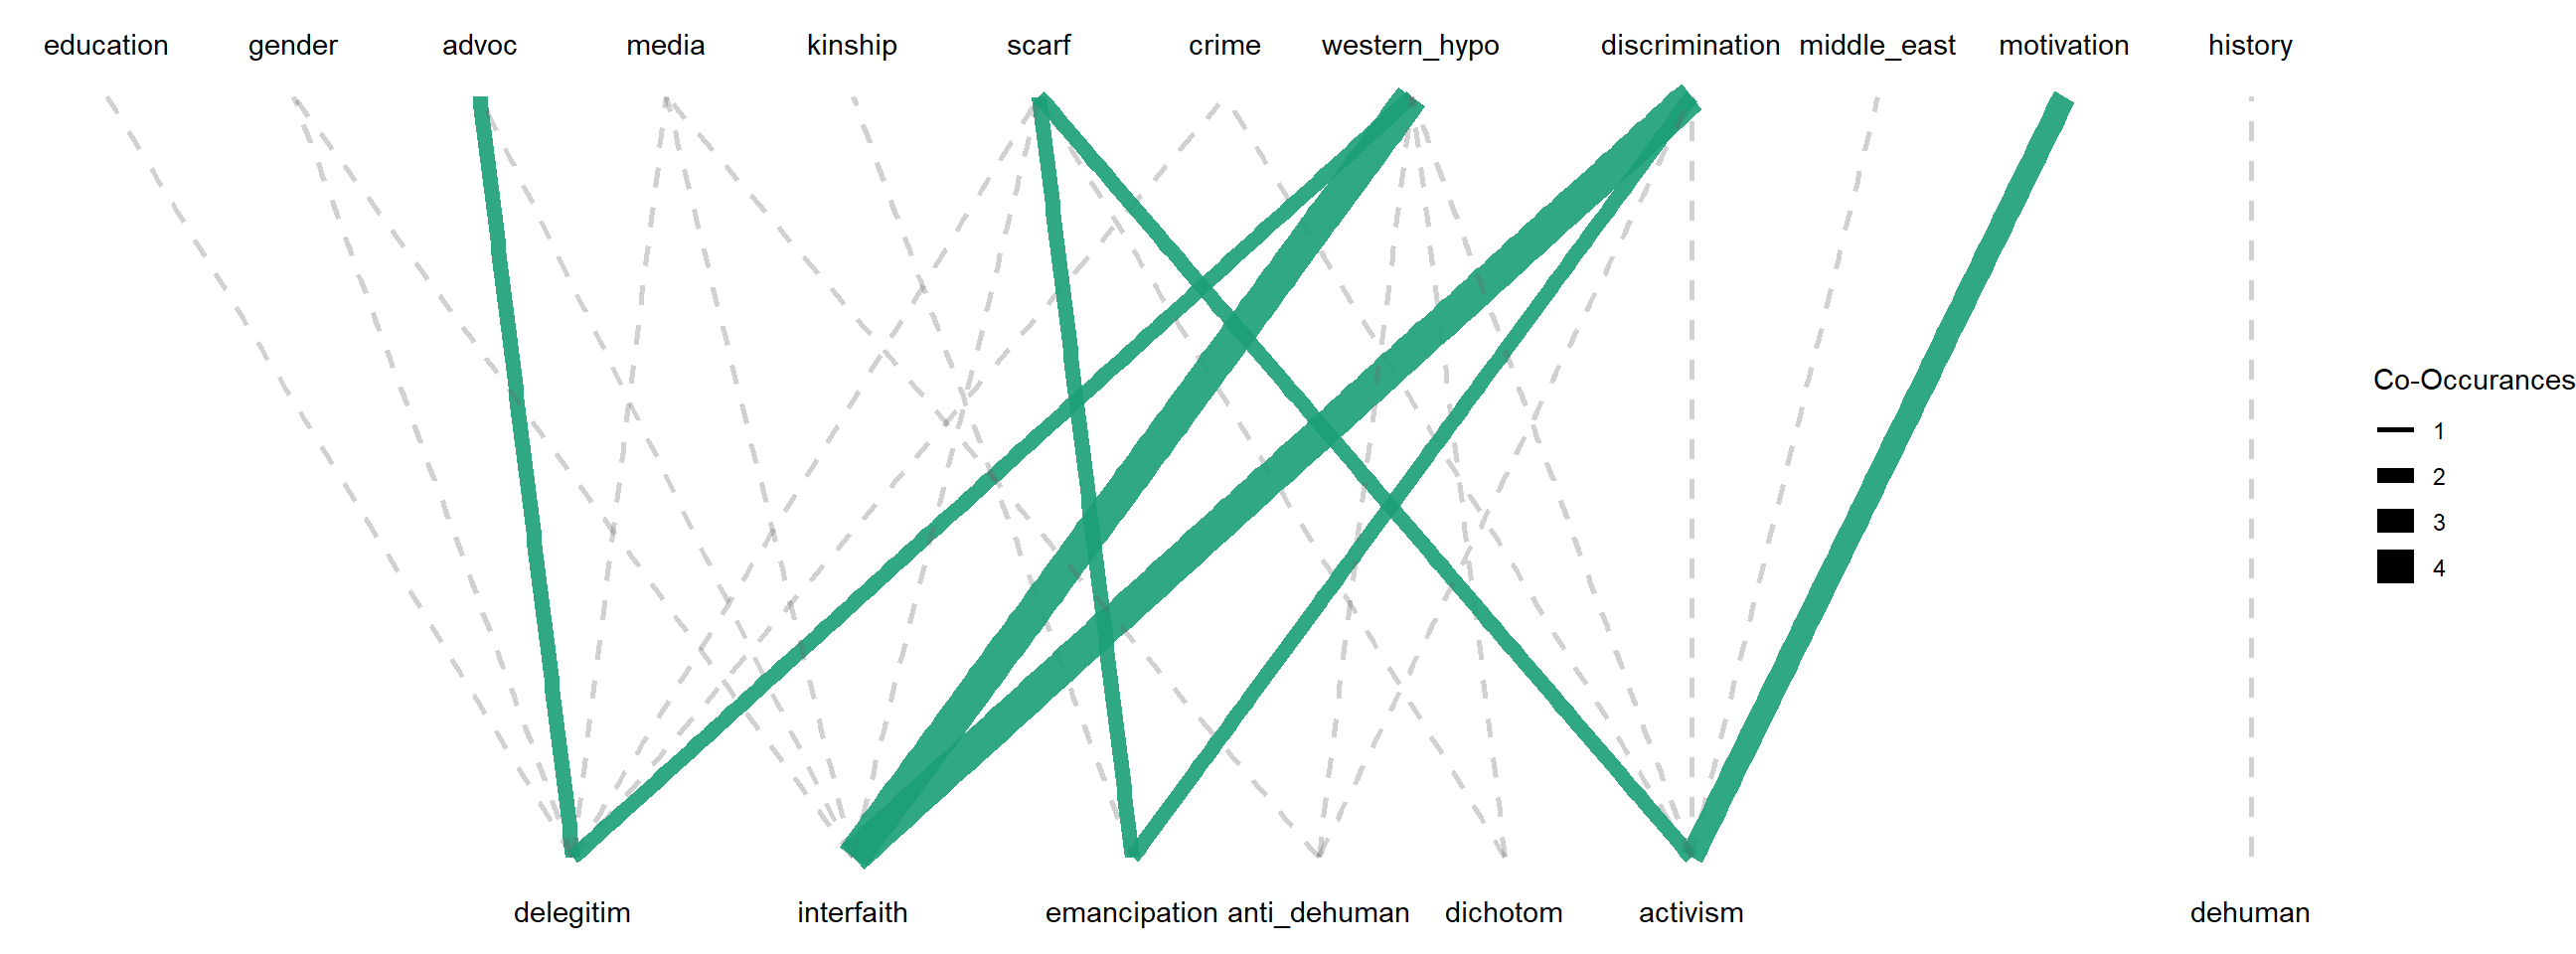 education gender advoc media kinship scarf crime western_hypo discrimination middle_east motivation history
Co-Occurances
1
2
3
4
delegitim interfaith emancipation anti_dehuman dichotom activism dehuman